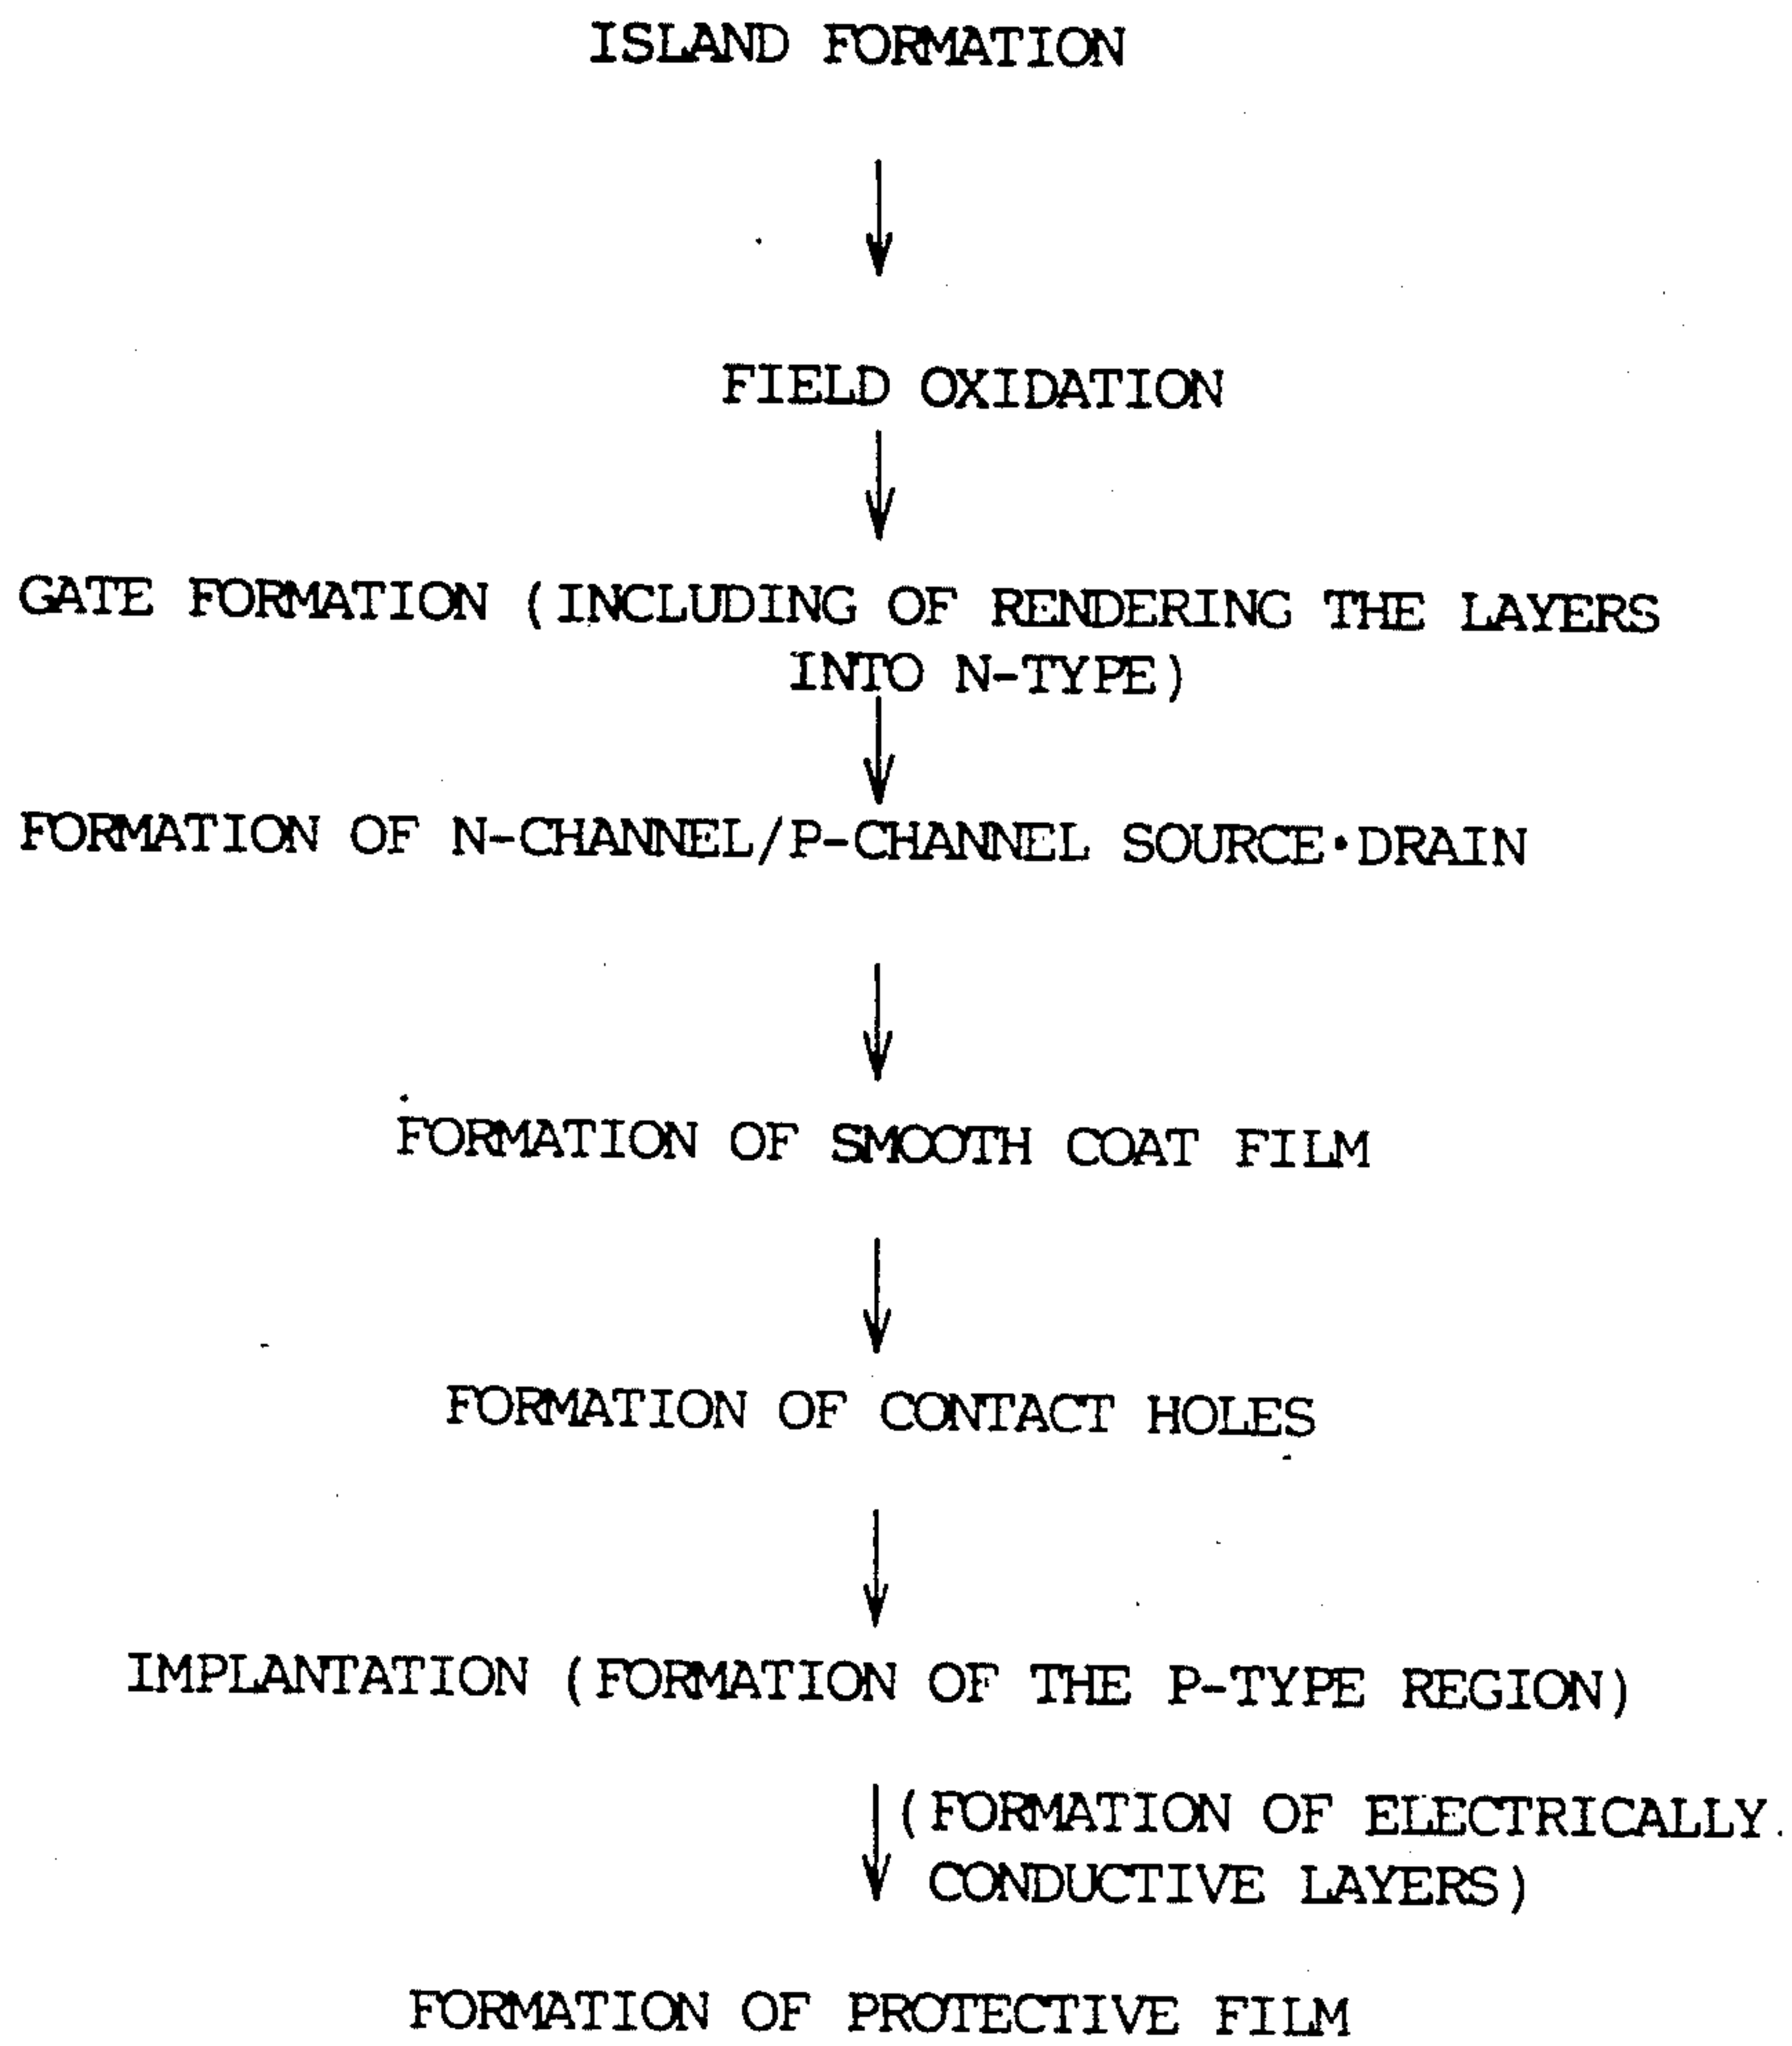 ISLAND FORMATION
FIELD OXIDATION
GATE FORMATION (INCLUDING OF RENDERING THE LAYERS
INTO N-TYPE)
FORMATION OF N-CHANNEL/P-CHANNEL SOURCE·DRAIN
FORMATION OF SMOOTH COAT FILM
FORMATION OF CONTACT HOLES
IMPLANTATION (FORMATION OF THE P-TYPE REGION)
(FORMATION OF ELECTRICALLY
CONDUCTIVE LAYERS)
FORMATION OF PROTECTIVE FILM